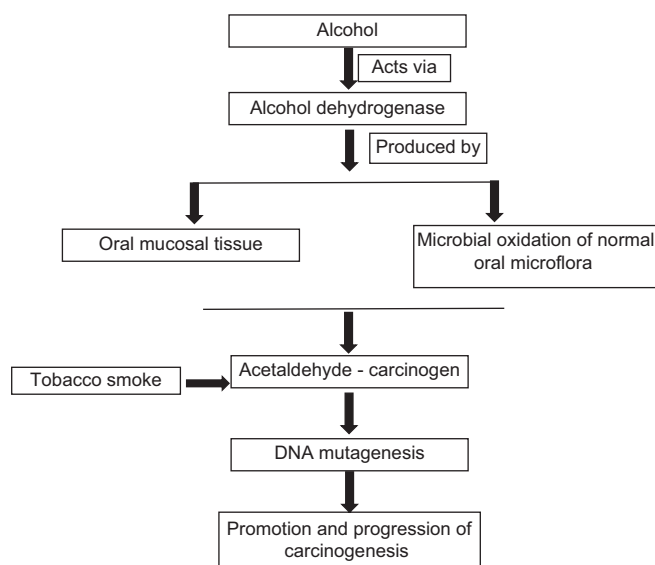 Alcohol
Acts via
Alcohol dehydrogenase
Produced by
Oral mucosal tissue
Microbial oxidation of normal
oral microflora
Tobacco smoke
Acetaldehyde - carcinogen
DNA mutagenesis
Promotion and progression of
carcinogenesis